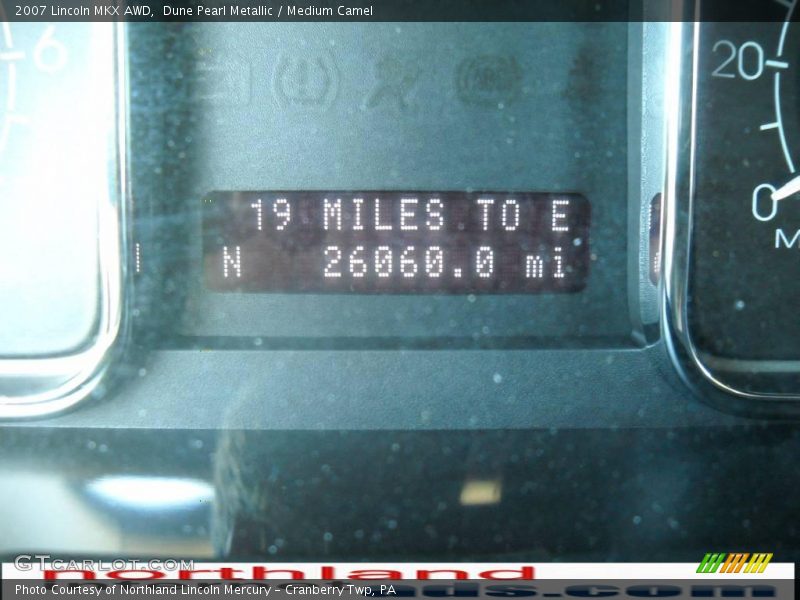 2007 Lincoln MKX AWD, Dune Pearl Metallic / Medium Camel
6
20
0
M
19 MILES TO E
N 26060.0 mi
GTcarlot.com
northland
Photo Courtesy of Northland Lincoln Mercury - Cranberry Twp, PA